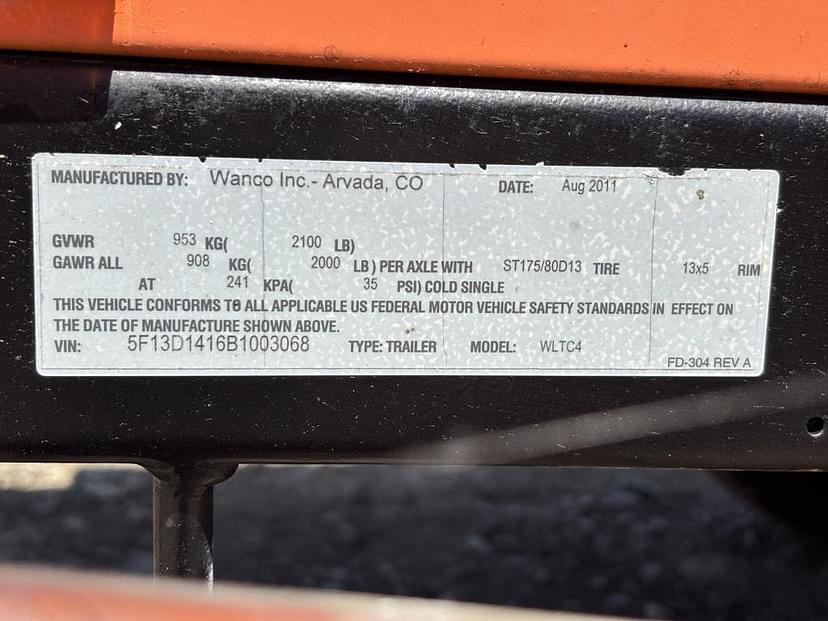 MANUFACTURED BY: Wanco Inc.- Arvada, CO DATE: Aug 2011
GVWR 953 KG( 2100 LB)
GAWR ALL 908 KG( 2000 LB) PER AXLE WITH ST175/80D13 TIRE 13x5 RIM
AT 241 KPA( 35 PSI) COLD SINGLE
THIS VEHICLE CONFORMS TO ALL APPLICABLE US FEDERAL MOTOR VEHICLE SAFETY STANDARDS IN EFFECT ON
THE DATE OF MANUFACTURE SHOWN ABOVE.
VIN: 5F13D1416B1003068 TYPE: TRAILER MODEL: WLTC4
FD-304 REV A